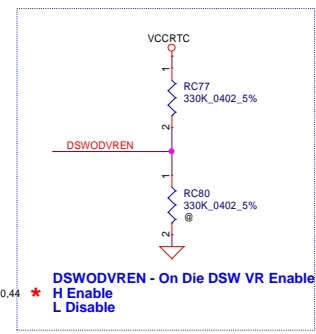 VCCRTC
1
RC77
330K_0402_5%
2
DSWODVREN
1
RC80
330K_0402_5%
@
2
DSWODVREN - On Die DSW VR Enable
0,44 * H Enable
L Disable